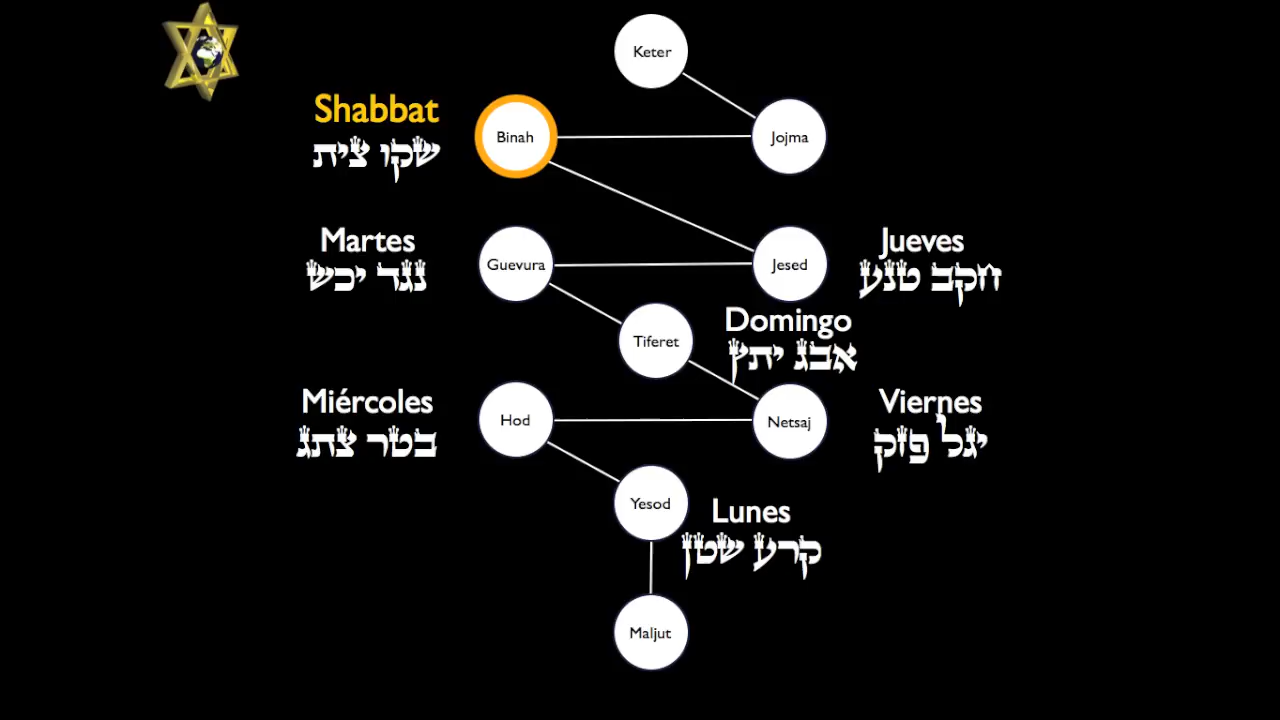 Keter
Shabbat
שקו צית
Binah
Jojma
Martes
נגד יכש
Guevura
Jesed
Jueves
חקב טנע
Tiferet
Domingo
אבג יתץ
Miércoles
בטר צתג
Hod
Netsaj
Viernes
יגל פזק
Yesod
Lunes
קרע שטן
Maljut